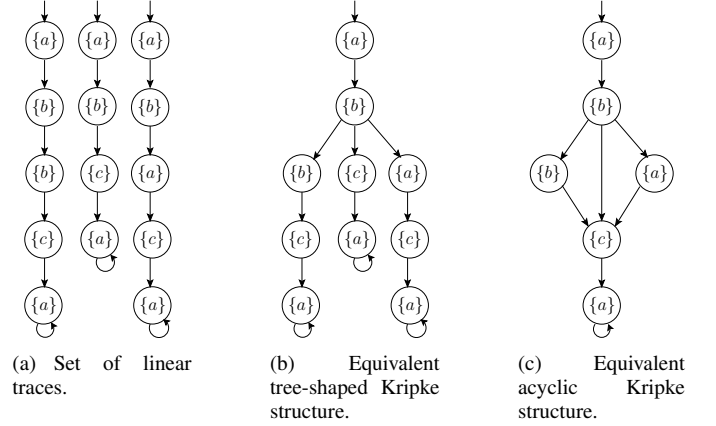 {a} {a} {a} {a} {a}
{b} {b} {b} {b} {b}
{b} {c} {a} {b} {c} {a} {b} {a}
{c} {a} {c} {c} {a} {c} {c}
{a} {a} {a} {a} {a}
(a) Set of linear
traces.
(b) Equivalent
tree-shaped Kripke
structure.
(c) Equivalent
acyclic Kripke
structure.